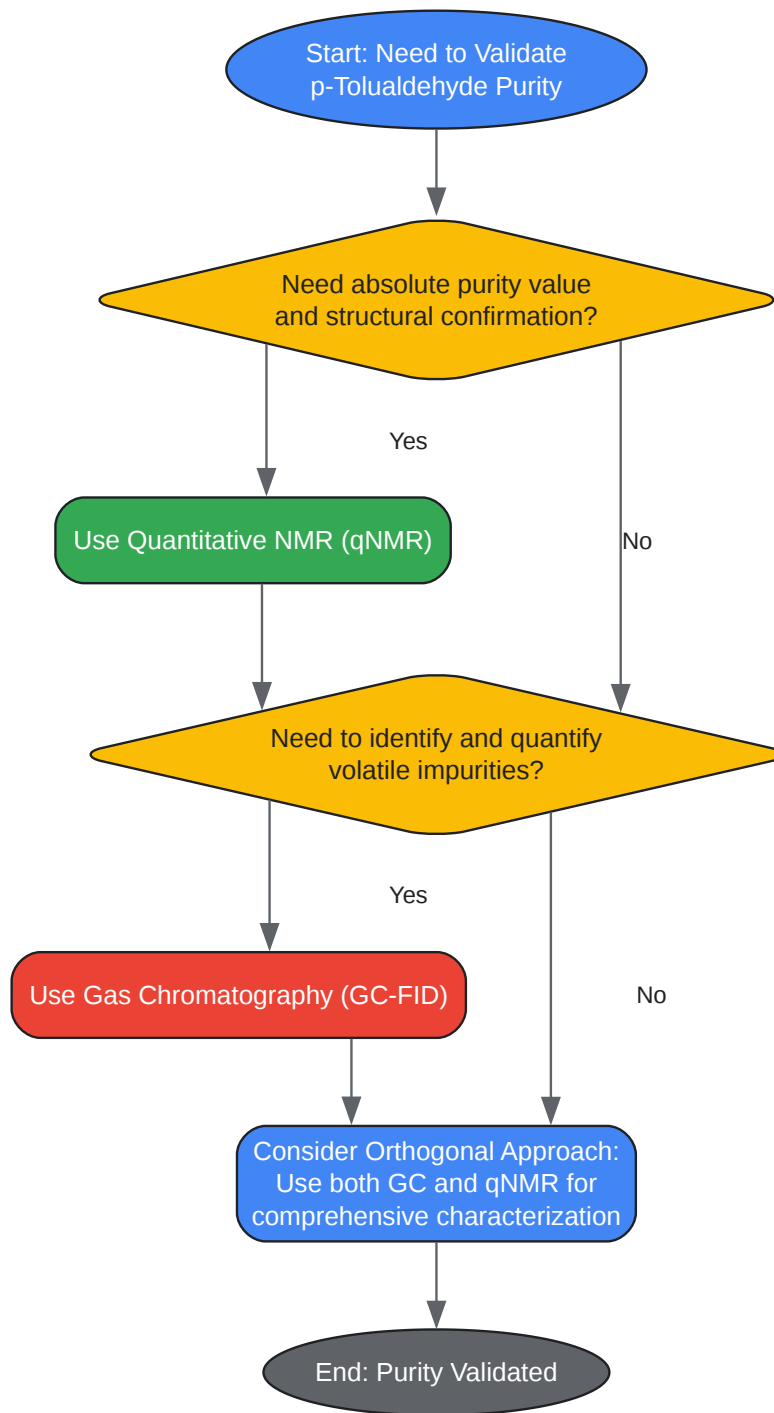 Start: Need to Validate
p-Tolualdehyde Purity
Need absolute purity value
and structural confirmation?
Yes
Use Quantitative NMR (qNMR)
No
Need to identify and quantify
volatile impurities?
Yes
Use Gas Chromatography (GC-FID)
No
Consider Orthogonal Approach:
Use both GC and qNMR for
comprehensive characterization
End: Purity Validated